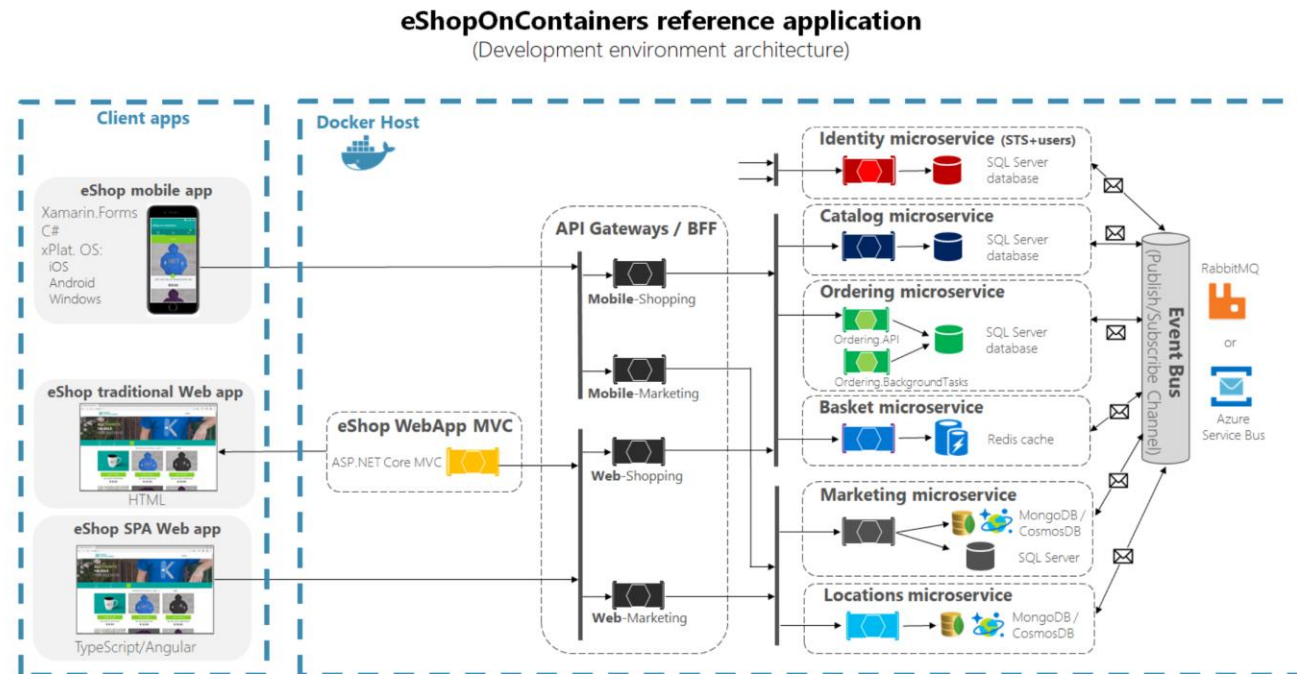 eShopOnContainers reference application
(Development environment architecture)
Client apps
eShop mobile app
Xamarin.Forms
C#
xPlat. OS:
iOS
Android
Windows
eShop traditional Web app
HTML
eShop SPA Web app
TypeScript/Angular
Docker Host
eShop WebApp MVC
ASP.NET Core MVC
API Gateways / BFF
Mobile-Shopping
Mobile-Marketing
Web-Shopping
Web-Marketing
Identity microservice (STS+users)
SQL Server
database
Catalog microservice
SQL Server
database
Ordering microservice
Ordering.API
SQL Server
database
Ordering.BackgroundTasks
Basket microservice
Redis cache
Marketing microservice
MongoDB /
CosmosDB
SQL Server
Locations microservice
MongoDB /
CosmosDB
Event Bus
(Publish/Subscribe Channel)
RabbitMQ
or
Azure
Service Bus